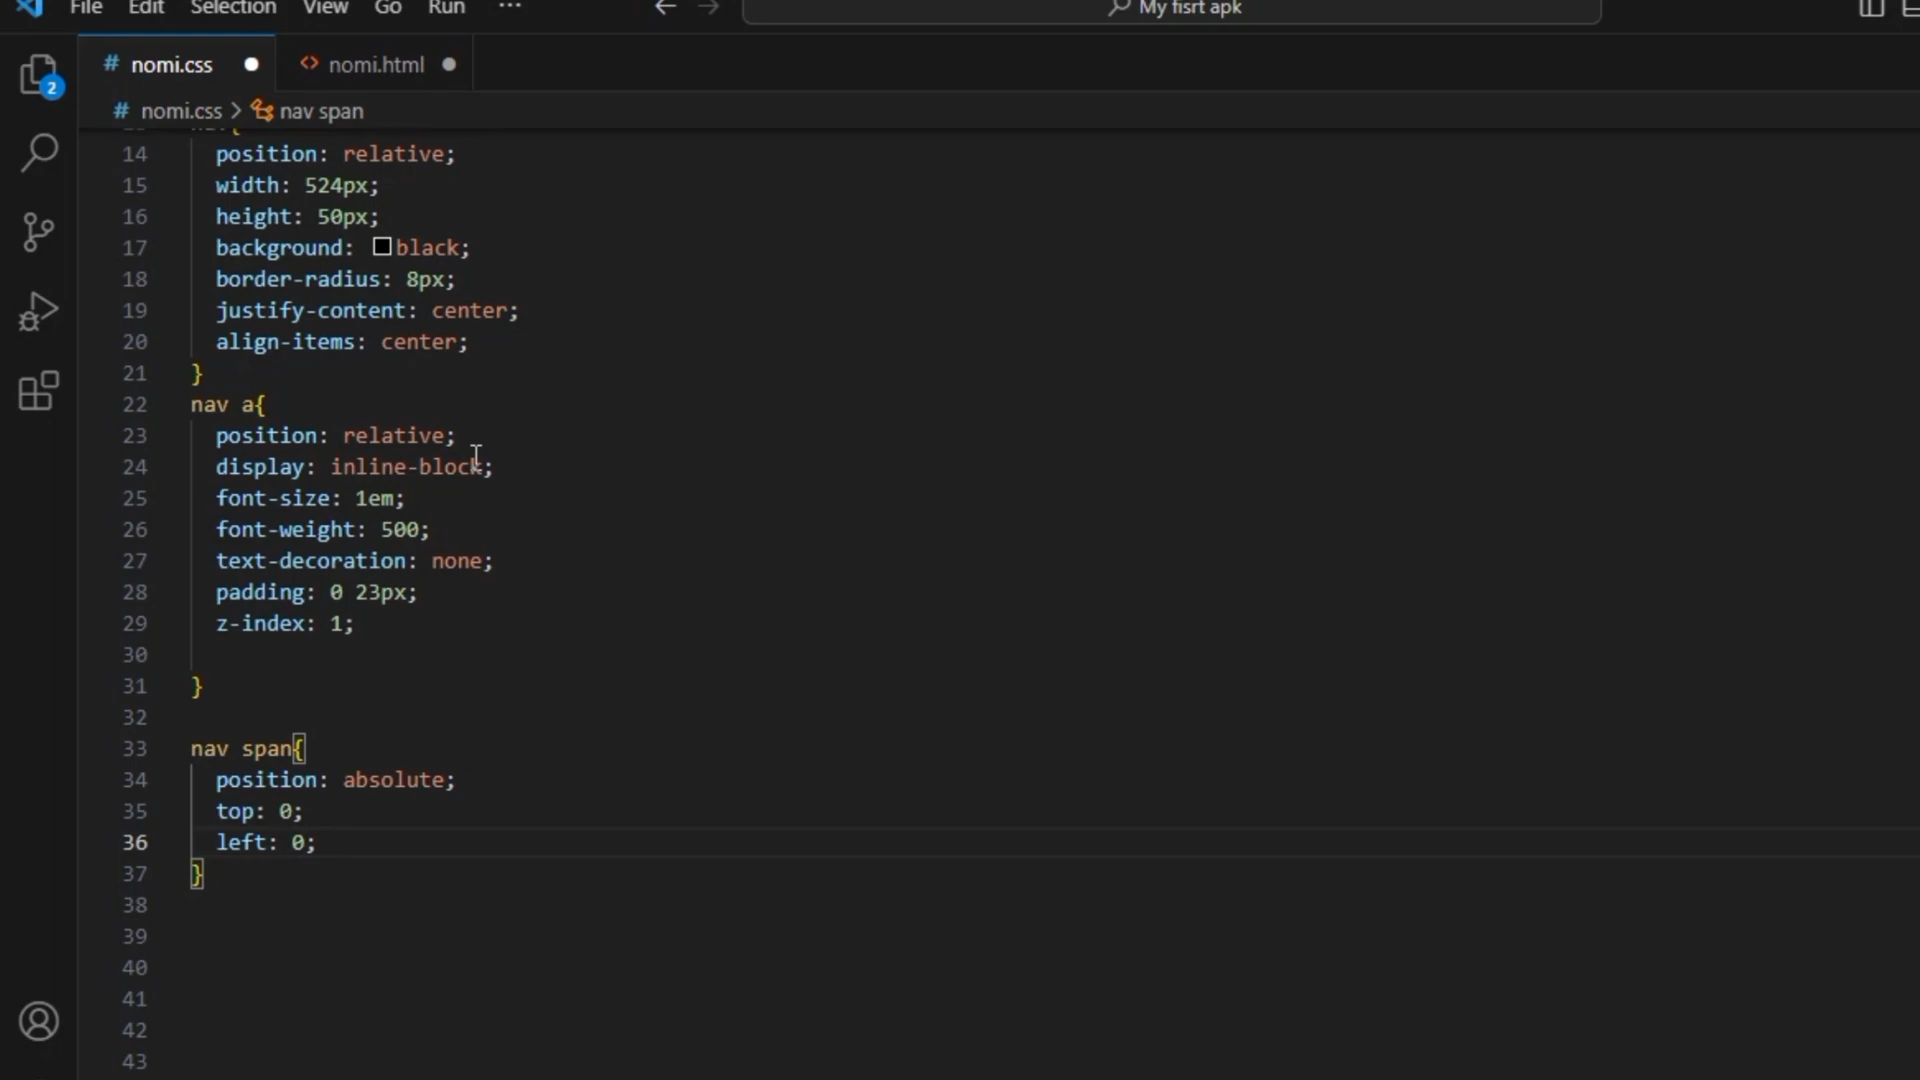 File Edit Selection View Go Run ··· ← → My fisrt apk
# nomi.css ● <> nomi.html ●
2
# nomi.css > nav span
14 position: relative;
15 width: 524px;
16 height: 50px;
17 background: black;
18 border-radius: 8px;
19 justify-content: center;
20 align-items: center;
21 }
22 nav a{
23 position: relative;
24 display: inline-block;
25 font-size: 1em;
26 font-weight: 500;
27 text-decoration: none;
28 padding: 0 23px;
29 z-index: 1;
30
31 }
32
33 nav span{
34 position: absolute;
35 top: 0;
36 left: 0;
37 }
38
39
40
41
42
43